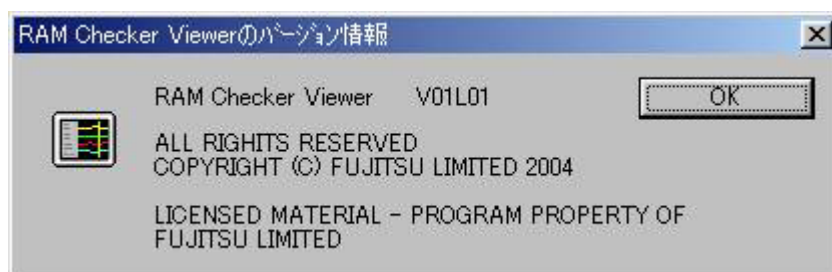 RAM Checker Viewerのバージョン情報
RAM Checker Viewer V01L01
OK
ALL RIGHITS RESERVED
COPYRIGHT (C) FUJITSU LIMITED 2004
LICENSED MATERIAL - PROGRAM PROPERTY OF
FUJITSU LIMITED